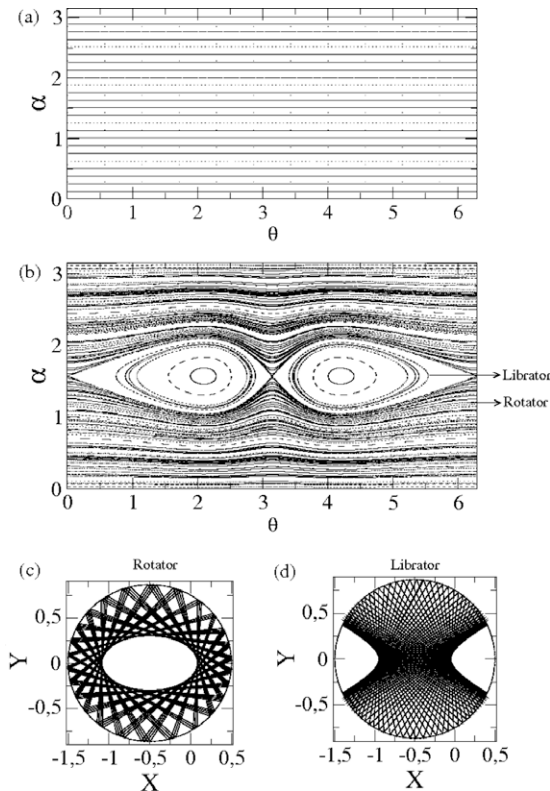 (a)
3
2
α
1
0
0 1 2 3 4 5 6
θ
(b)
3
2
α
Librator
Rotator
1
0
0 1 2 3 4 5 6
θ
(c) Rotator
(d) Librator
0,5
0
-0,5
Y
-1,5 -1 -0,5 0 0,5
X
0,5
0
-0,5
Y
-1,5 -1 -0,5 0 0,5
X